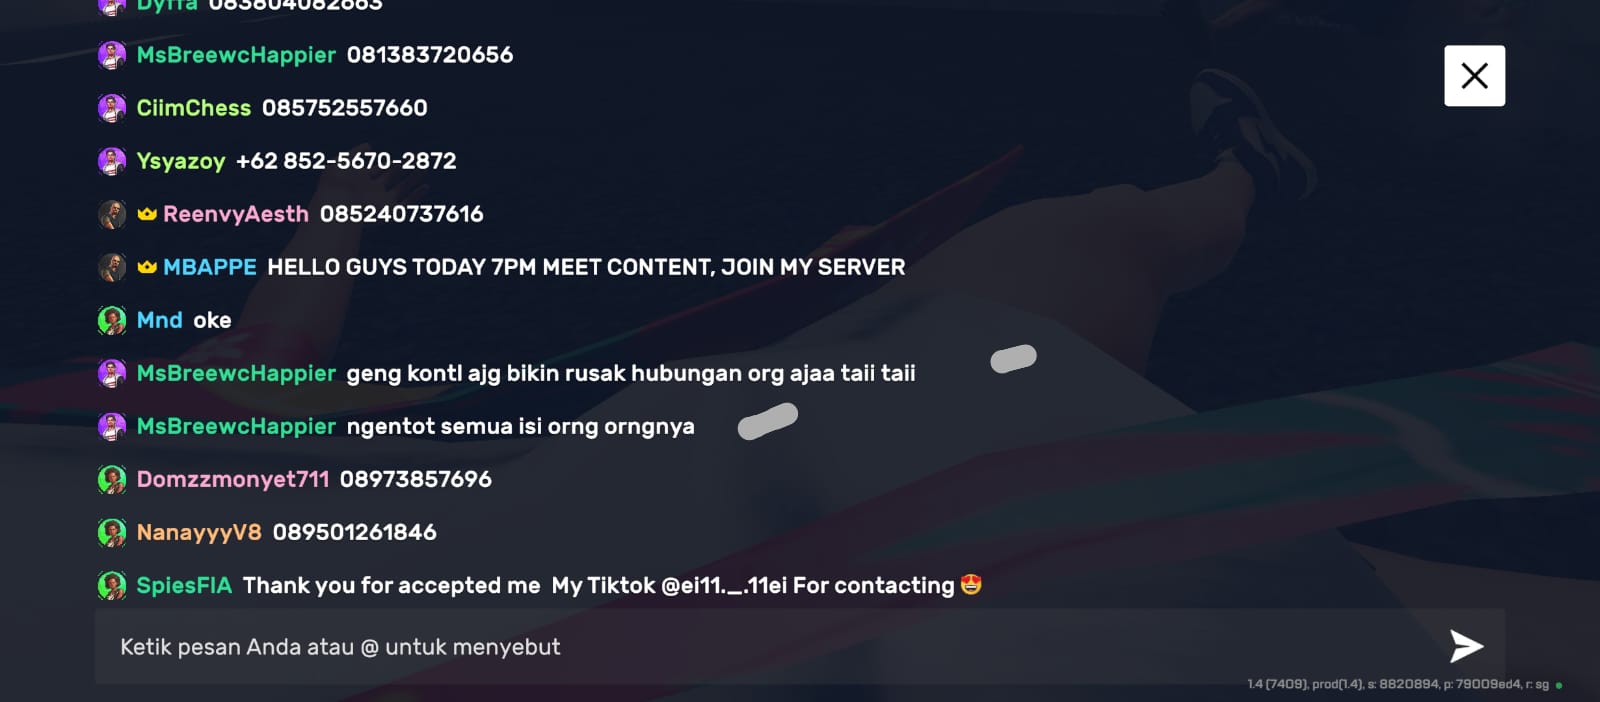 Dyffa 083804082663
MsBreewcHappier 081383720656
CiimChess 085752557660
Ysyazoy +62 852-5670-2872
ReenvyAesth 085240737616
MBAPPE HELLO GUYS TODAY 7PM MEET CONTENT, JOIN MY SERVER
Mnd oke
MsBreewcHappier geng kontl ajg bikin rusak hubungan org ajaa taii taii
MsBreewcHappier ngentot semua isi orng orngnya
Domzzmonyet711 08973857696
NanayyyV8 089501261846
SpiesFIA Thank you for accepted me My Tiktok @ei11._.11ei For contacting 😍
Ketik pesan Anda atau @ untuk menyebut
1.4 (7409), prod(1.4), s: 8820894, p: 79009ed4, r: sg